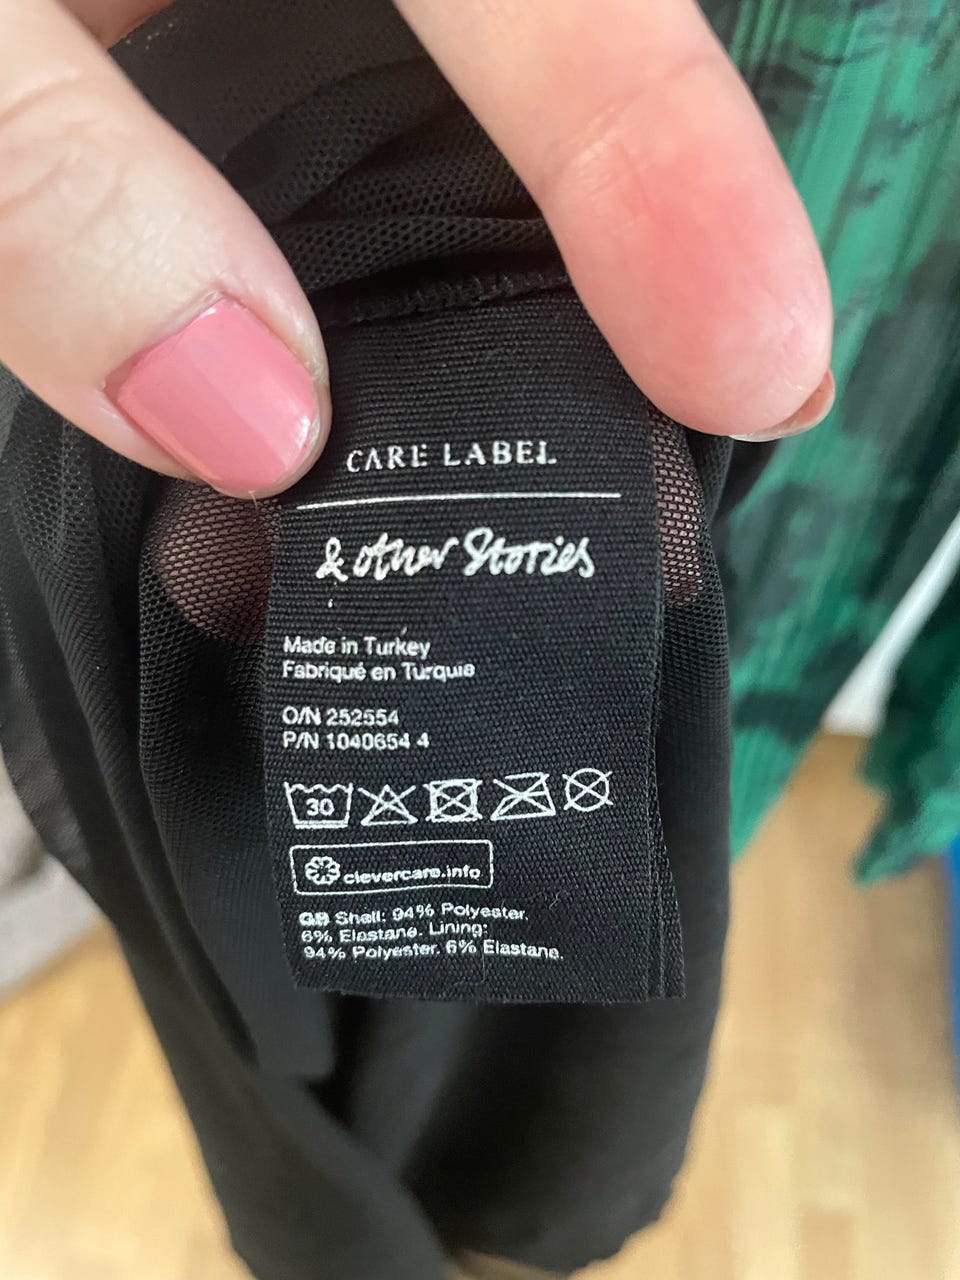 CARE LABEL
& other Stories
Made in Turkey
Fabriqué en Turquie
O/N 252554
P/N 1040654 4
30
clevercare.info
GB Shell: 94% Polyester.
6% Elastane. Lining:
94% Polyester. 6% Elastane.